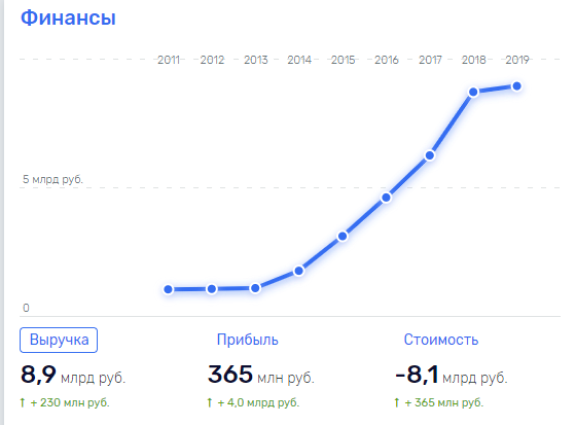 Финансы
2011 2012 2013 2014 2015 2016 2017 2018 2019
5 млрд руб.
0
Выручка Прибыль Стоимость
8,9 млрд руб. 365 млн руб. -8,1 млрд руб.
↑ + 230 млн руб. ↑ + 4,0 млрд руб. ↑ + 365 млн руб.